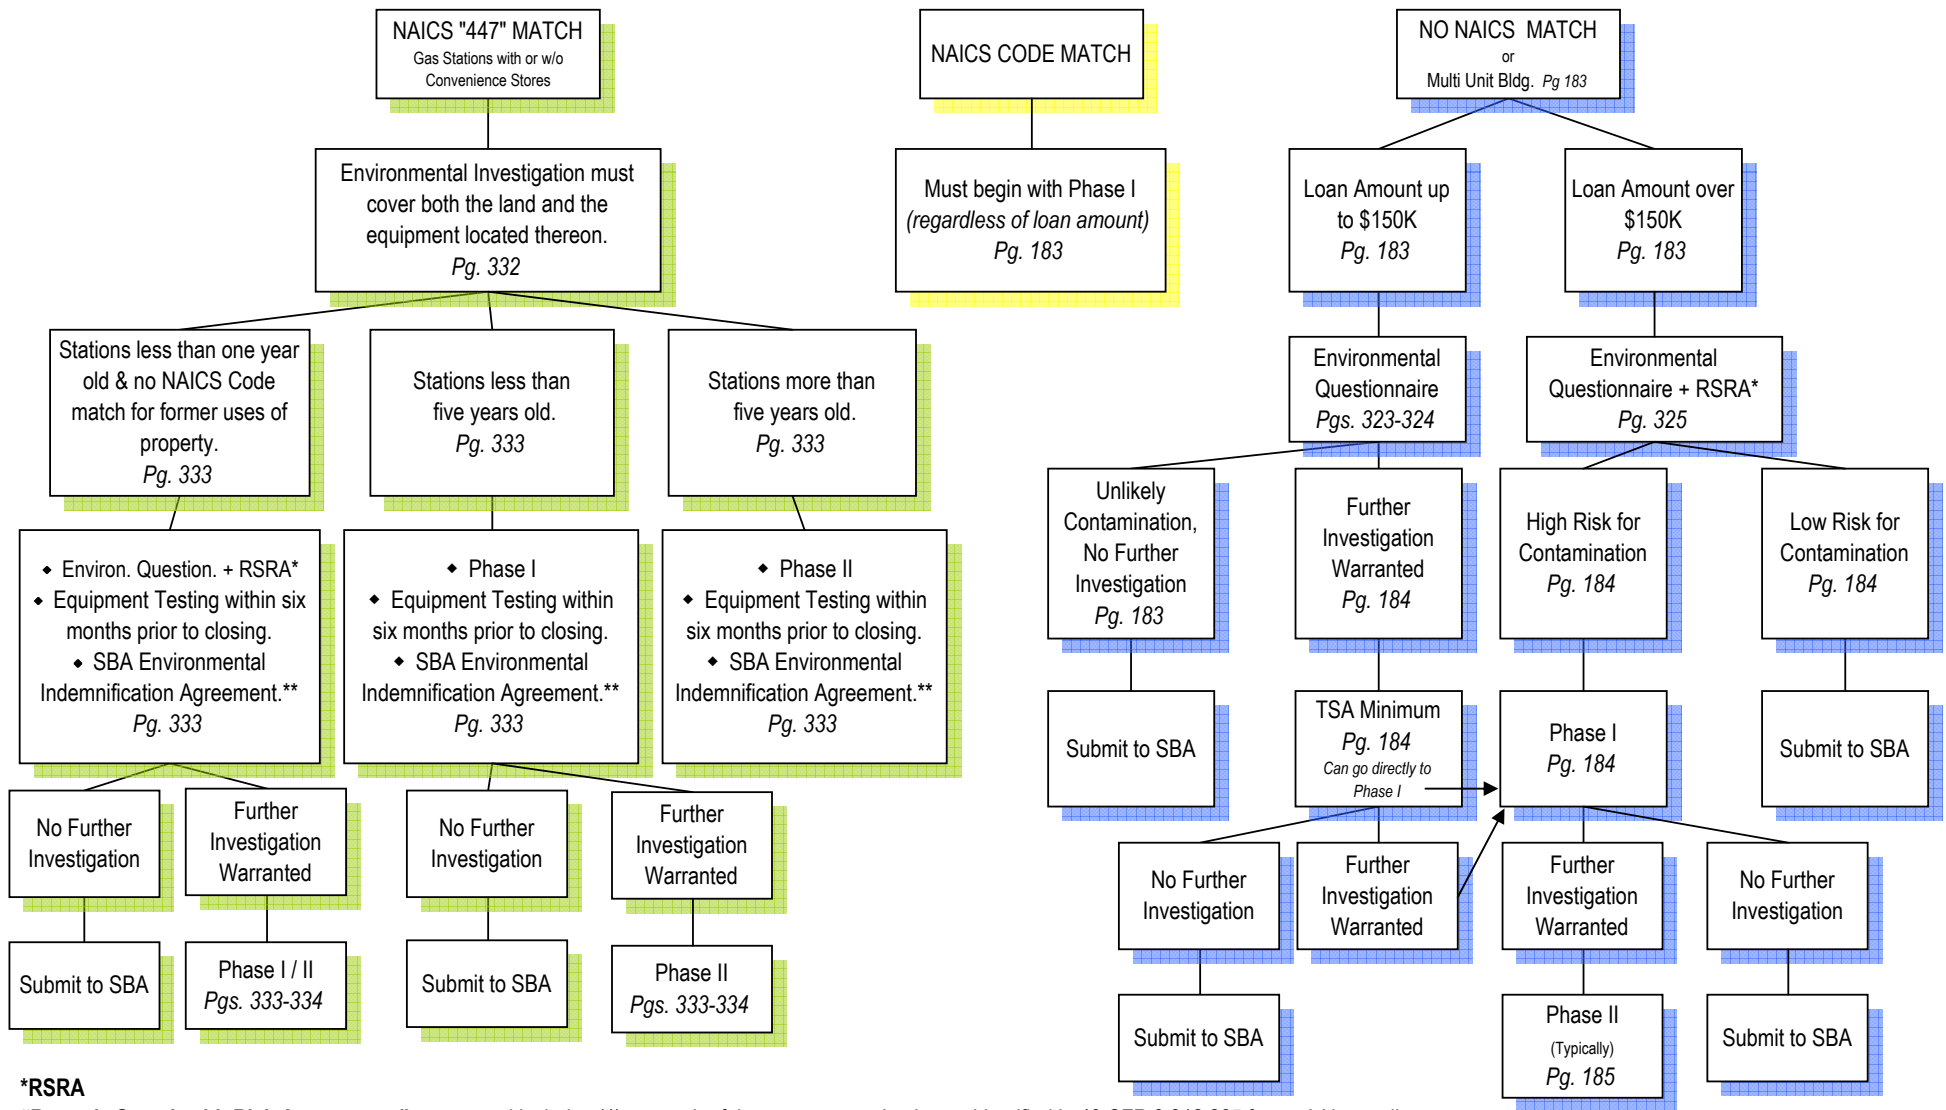 NAICS "447" MATCH
Gas Stations with or w/o
Convenience Stores
Environmental Investigation must
cover both the land and the
equipment located thereon.
Pg. 332
Stations less than one year
old & no NAICS Code
match for former uses of
property.
Pg. 333
Stations less than
five years old.
Pg. 333
Stations more than
five years old.
Pg. 333
◆ Environ. Question. + RSRA*
◆ Equipment Testing within six
months prior to closing.
◆ SBA Environmental
Indemnification Agreement.**
Pg. 333
◆ Phase I
◆ Equipment Testing within
six months prior to closing.
◆ SBA Environmental
Indemnification Agreement.**
Pg. 333
◆ Phase II
◆ Equipment Testing within
six months prior to closing.
◆ SBA Environmental
Indemnification Agreement.**
Pg. 333
No Further
Investigation
Further
Investigation
Warranted
No Further
Investigation
Further
Investigation
Warranted
Submit to SBA
Phase I / II
Pgs. 333-334
Submit to SBA
Phase II
Pgs. 333-334
NAICS CODE MATCH
Must begin with Phase I
(regardless of loan amount)
Pg. 183
NO NAICS MATCH
or
Multi Unit Bldg. Pg 183
Loan Amount up
to $150K
Pg. 183
Loan Amount over
$150K
Pg. 183
Environmental
Questionnaire
Pgs. 323-324
Environmental
Questionnaire + RSRA*
Pg. 325
Unlikely
Contamination,
No Further
Investigation
Pg. 183
Further
Investigation
Warranted
Pg. 184
High Risk for
Contamination
Pg. 184
Low Risk for
Contamination
Pg. 184
Submit to SBA
TSA Minimum
Pg. 184
Can go directly to
Phase I
Phase I
Pg. 184
Submit to SBA
No Further
Investigation
Further
Investigation
Warranted
Further
Investigation
Warranted
No Further
Investigation
Submit to SBA
Phase II
(Typically)
Pg. 185
Submit to SBA
*RSRA